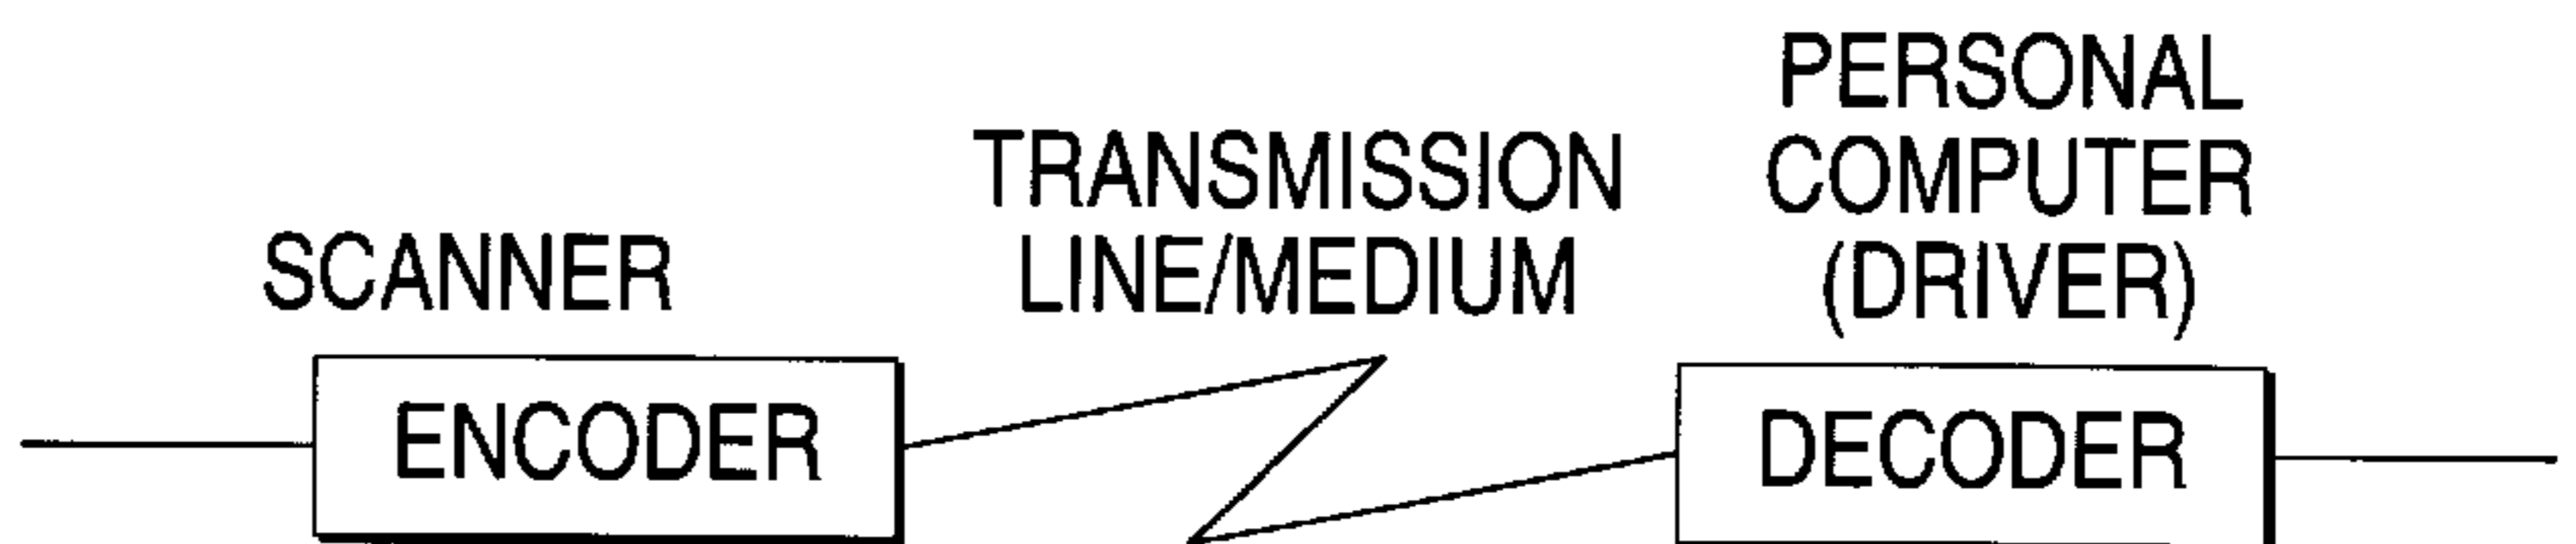 SCANNER
ENCODER
TRANSMISSION
LINE/MEDIUM
PERSONAL
COMPUTER
(DRIVER)
DECODER